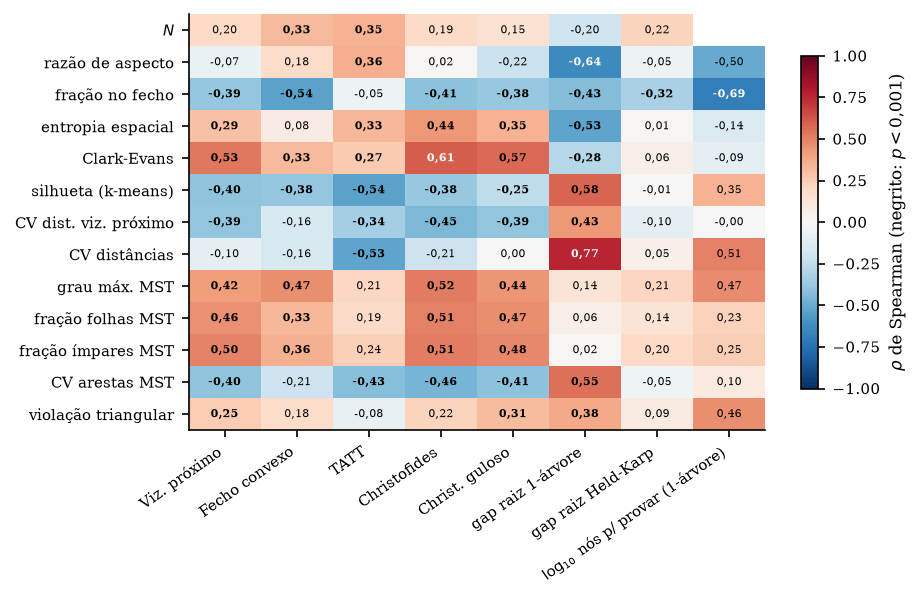 N 0,20 0,33 0,35 0,19 0,15 -0,20 0,22
razão de aspecto -0,07 0,18 0,36 0,02 -0,22 -0,64 -0,05 -0,50
fração no fecho -0,39 -0,54 -0,05 -0,41 -0,38 -0,43 -0,32 -0,69
entropia espacial 0,29 0,08 0,33 0,44 0,35 -0,53 0,01 -0,14
Clark-Evans 0,53 0,33 0,27 0,61 0,57 -0,28 0,06 -0,09
silhueta (k-means) -0,40 -0,38 -0,54 -0,38 -0,25 0,58 -0,01 0,35
CV dist. viz. próximo -0,39 -0,16 -0,34 -0,45 -0,39 0,43 -0,10 -0,00
CV distâncias -0,10 -0,16 -0,53 -0,21 0,00 0,77 0,05 0,51
grau máx. MST 0,42 0,47 0,21 0,52 0,44 0,14 0,21 0,47
fração folhas MST 0,46 0,33 0,19 0,51 0,47 0,06 0,14 0,23
fração ímpares MST 0,50 0,36 0,24 0,51 0,48 0,02 0,20 0,25
CV arestas MST -0,40 -0,21 -0,43 -0,46 -0,41 0,55 -0,05 0,10
violação triangular 0,25 0,18 -0,08 0,22 0,31 0,38 0,09 0,46
Viz. próximo
Fecho convexo
TATT
Christofides
Christ. guloso
gap raiz 1-árvore
gap raiz Held-Karp
log₁₀ nós p/ provar (1-árvore)
1.00
0.75
0.50
0.25
0.00
−0.25
−0.50
−0.75
−1.00
ρ de Spearman (negrito: p < 0,001)